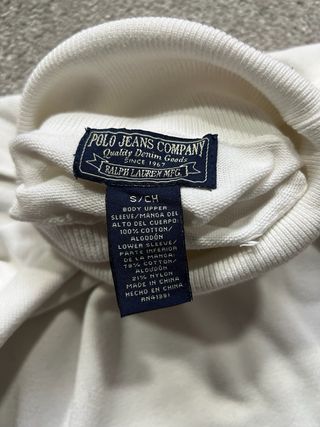 POLO JEANS COMPANY
Quality Denim Goods
SINCE 1967
RALPH LAUREN MFG.
S/CH
BODY UPPER
SLEEVE/MANGA DEL
ALTO DEL CUERPO:
100% COTTON/
ALGODÓN
LOWER SLEEVE/
PARTE INFERIOR
DE LA MANGA:
79% COTTON/
ALGODÓN
21% NYLON
MADE IN CHINA
HECHO EN CHINA
RN41381